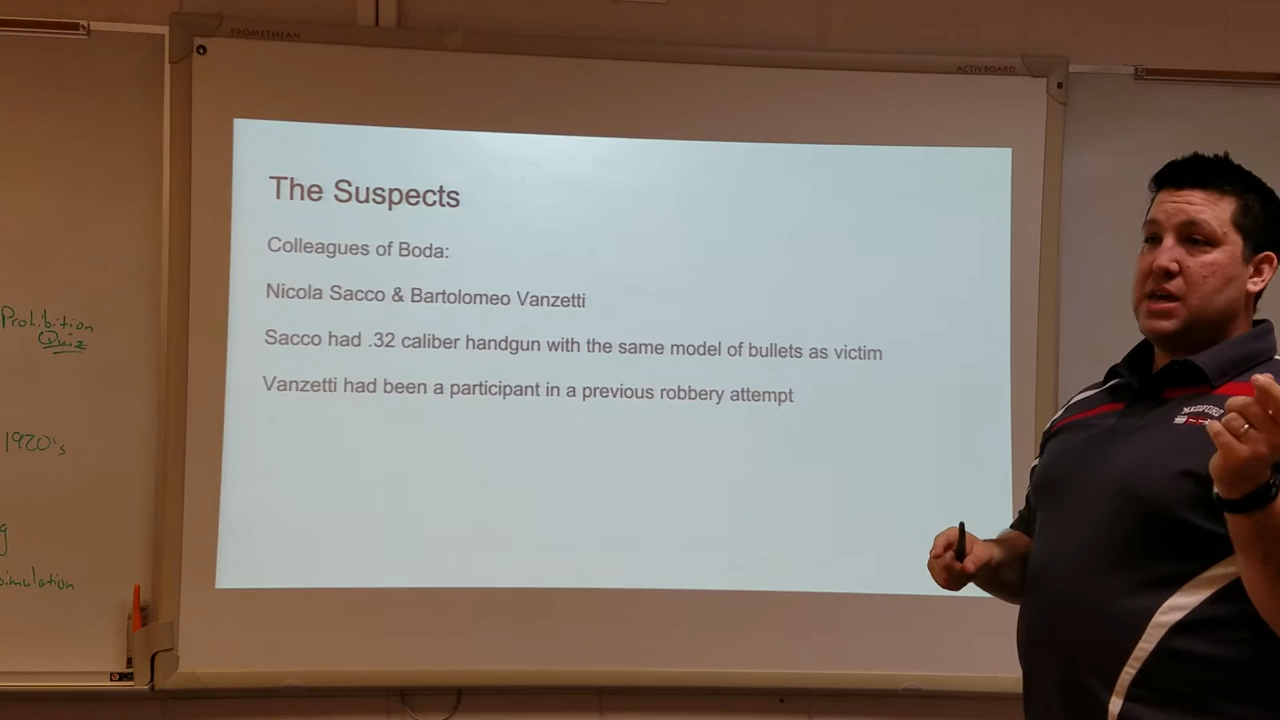 PROMETHEAN
ACTIVBOARD
The Suspects
Colleagues of Boda:
Nicola Sacco & Bartolomeo Vanzetti
Sacco had .32 caliber handgun with the same model of bullets as victim
Vanzetti had been a participant in a previous robbery attempt
Prohibition
Quiz
1920's
MEDFORD